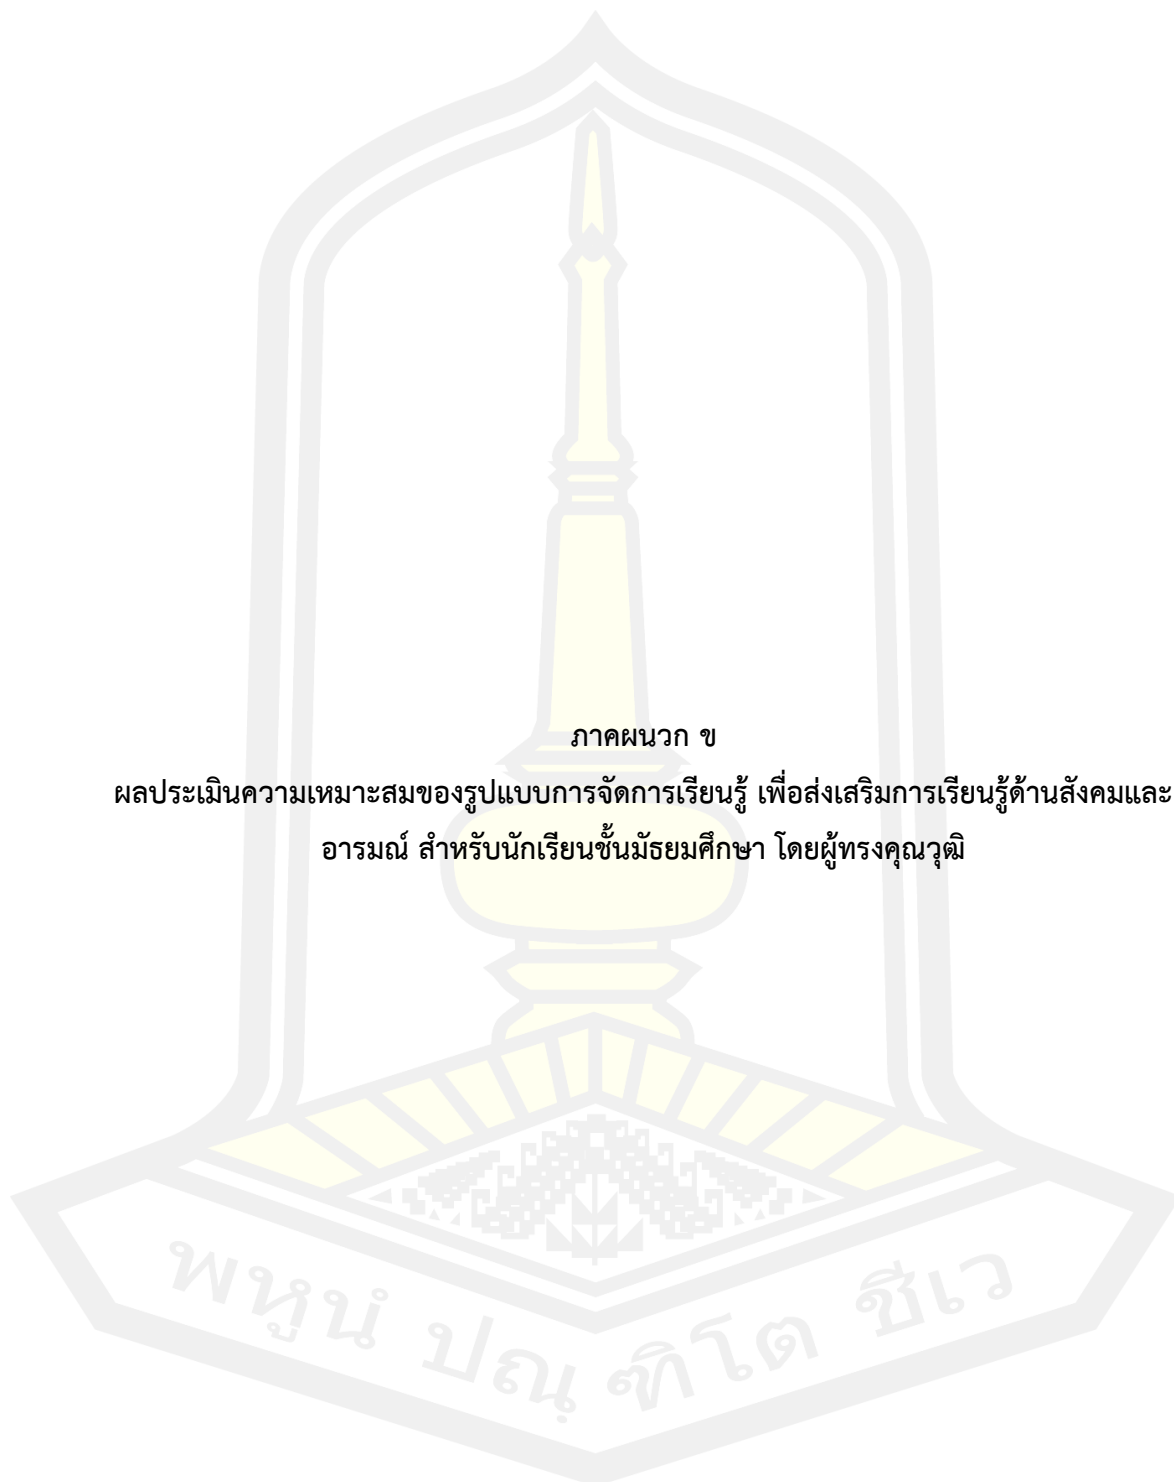 ภาคผนวก ข
ผลประเมินความเหมาะสมของรูปแบบการจัดการเรียนรู้ เพื่อส่งเสริมการเรียนรู้ด้านสังคมและ
อารมณ์ สำหรับนักเรียนชั้นมัธยมศึกษา โดยผู้ทรงคุณวุฒิ
พหูนํ ปณฺฑิโต ชีเว